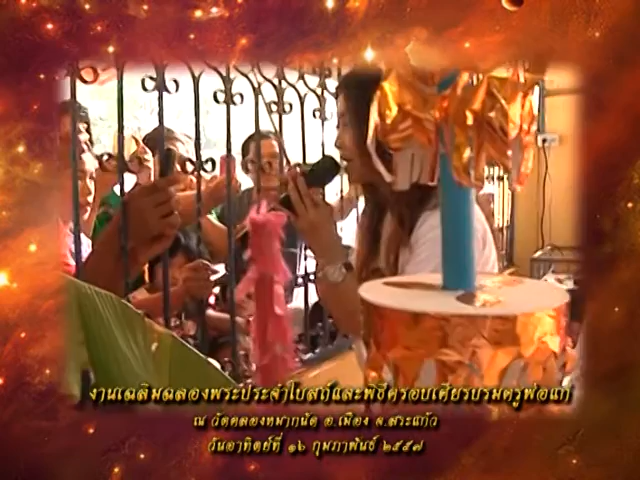 งานเฉลิมฉลองพระประจำโบสถ์และพิธีครอบเศียรบรมครูพ่อแก่
ณ วัดคลองหมากนัด อ.เมือง จ.สระแก้ว
วันอาทิตย์ที่ ๑๖ กุมภาพันธ์ ๒๕๕๗